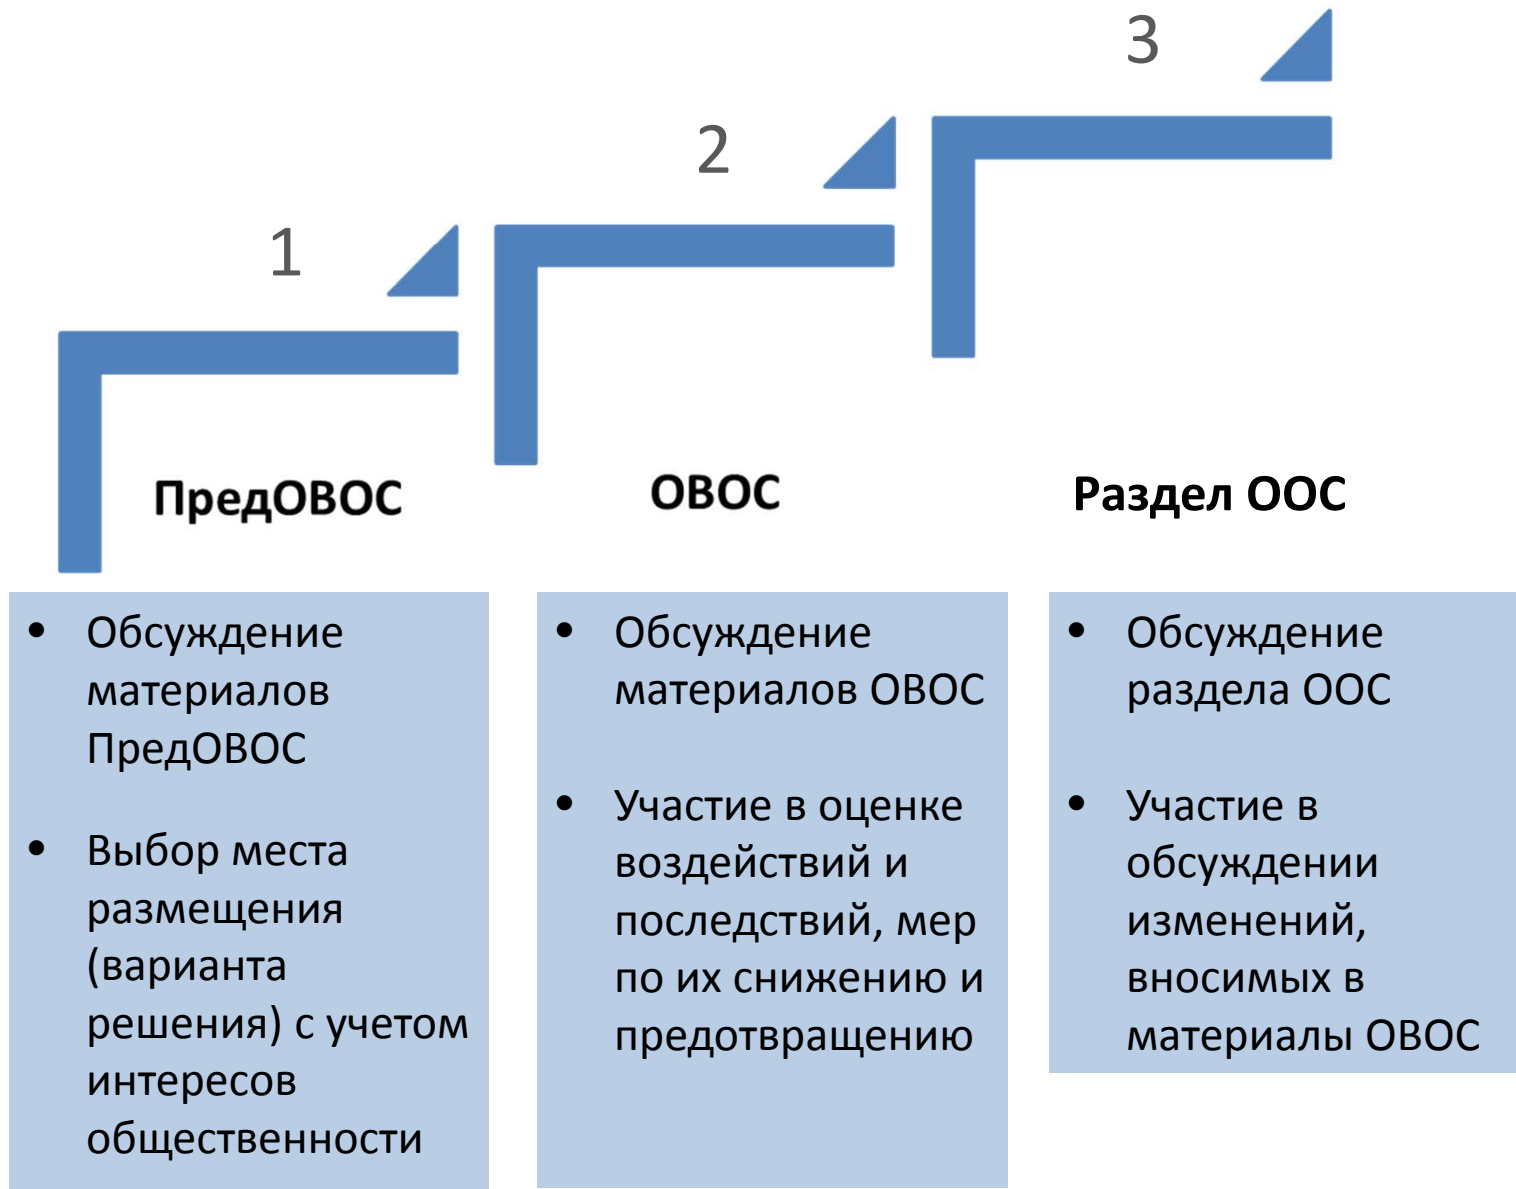 1
2
3
ПредОВОС
ОВОС
Раздел ООС
• Обсуждение
материалов
ПредОВОС
• Выбор места
размещения
(варианта
решения) с учетом
интересов
общественности
• Обсуждение
материалов ОВОС
• Участие в оценке
воздействий и
последствий, мер
по их снижению и
предотвращению
• Обсуждение
раздела ООС
• Участие в
обсуждении
изменений,
вносимых в
материалы ОВОС